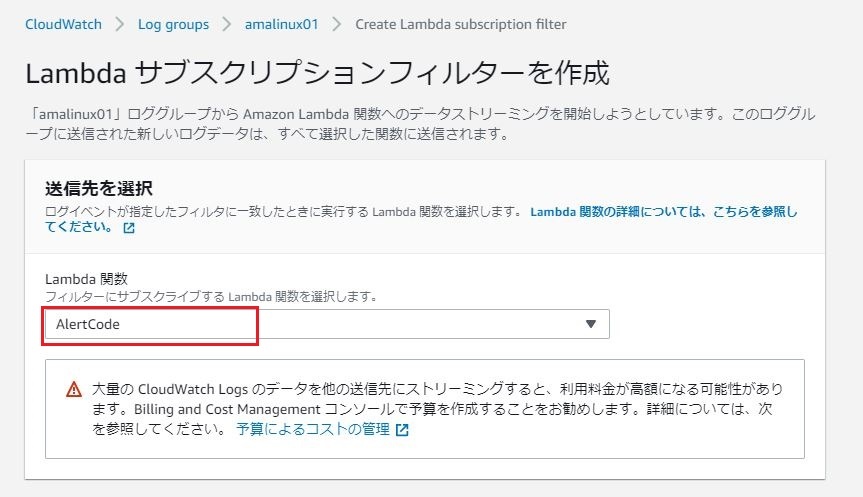 CloudWatch > Log groups > amalinux01 > Create Lambda subscription filter
Lambda サブスクリプションフィルターを作成
「amalinux01」ロググループから Amazon Lambda 関数へのデータストリーミングを開始しようとしています。このロググル
ープに送信された新しいログデータは、すべて選択した関数に送信されます。
送信先を選択
ログイベントが指定したフィルタに一致したときに実行する Lambda 関数を選択します。 Lambda 関数の詳細については、こちらを参照し
てください。
Lambda 関数
フィルターにサブスクライブする Lambda 関数を選択します。
AlertCode
大量の CloudWatch Logs のデータを他の送信先にストリーミングすると、利用料金が高額になる可能性があり
ます。Billing and Cost Management コンソールで予算を作成することをお勧めします。詳細については、次
を参照してください。 予算によるコストの管理